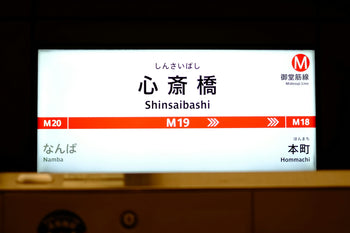 しんさいばし
心斎橋
Shinsaibashi
M
御堂筋線
Midosuji Line
M20 M19 M18
なんば
Namba
ほんまち
本町
Hommachi